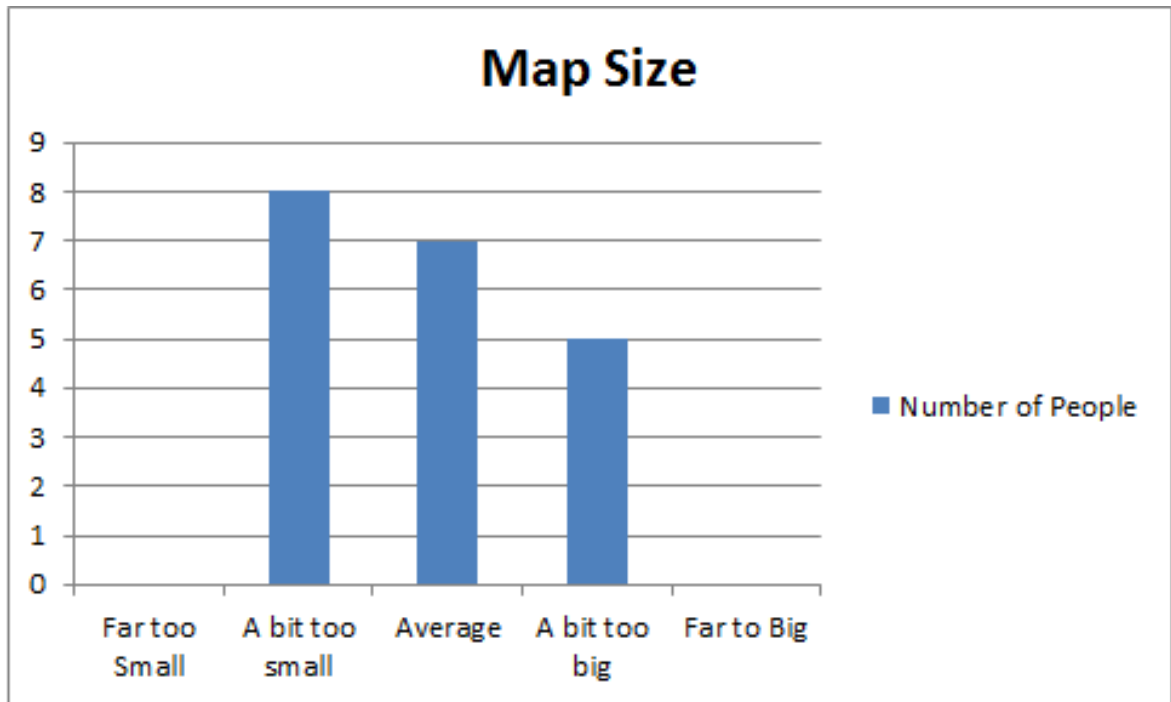 Map Size
9
8
7
6
5
4
3
2
1
0
Far too
Small
A bit too
small
Average
A bit too
big
Far to Big
Number of People